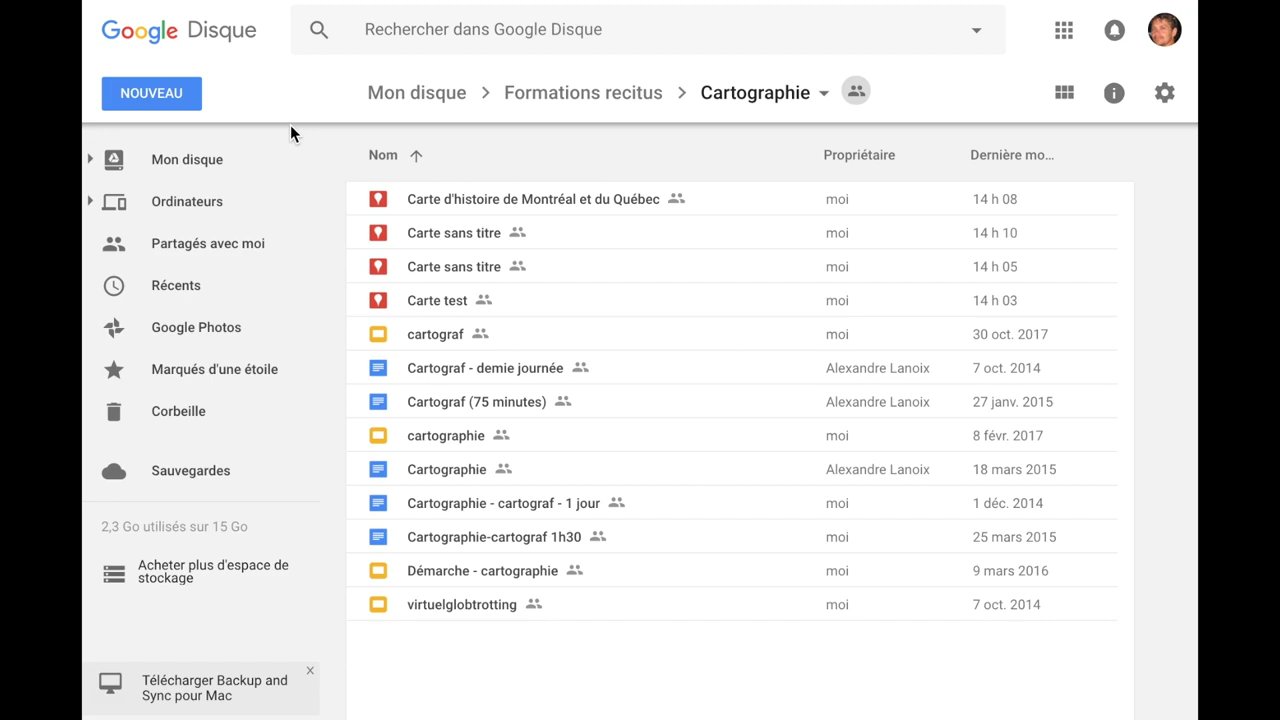 Google Disque
Rechercher dans Google Disque
NOUVEAU
Mon disque > Formations recitus > Cartographie
Mon disque
Ordinateurs
Partagés avec moi
Récents
Google Photos
Marqués d'une étoile
Corbeille
Sauvegardes
2,3 Go utilisés sur 15 Go
Acheter plus d'espace de
stockage
Télécharger Backup and
Sync pour Mac
Nom Propriétaire Dernière mo...
Carte d'histoire de Montréal et du Québec moi 14 h 08
Carte sans titre moi 14 h 10
Carte sans titre moi 14 h 05
Carte test moi 14 h 03
cartograf moi 30 oct. 2017
Cartograf - demie journée Alexandre Lanoix 7 oct. 2014
Cartograf (75 minutes) Alexandre Lanoix 27 janv. 2015
cartographie moi 8 févr. 2017
Cartographie Alexandre Lanoix 18 mars 2015
Cartographie - cartograf - 1 jour moi 1 déc. 2014
Cartographie-cartograf 1h30 moi 25 mars 2015
Démarche - cartographie moi 9 mars 2016
virtuelglobtrotting moi 7 oct. 2014